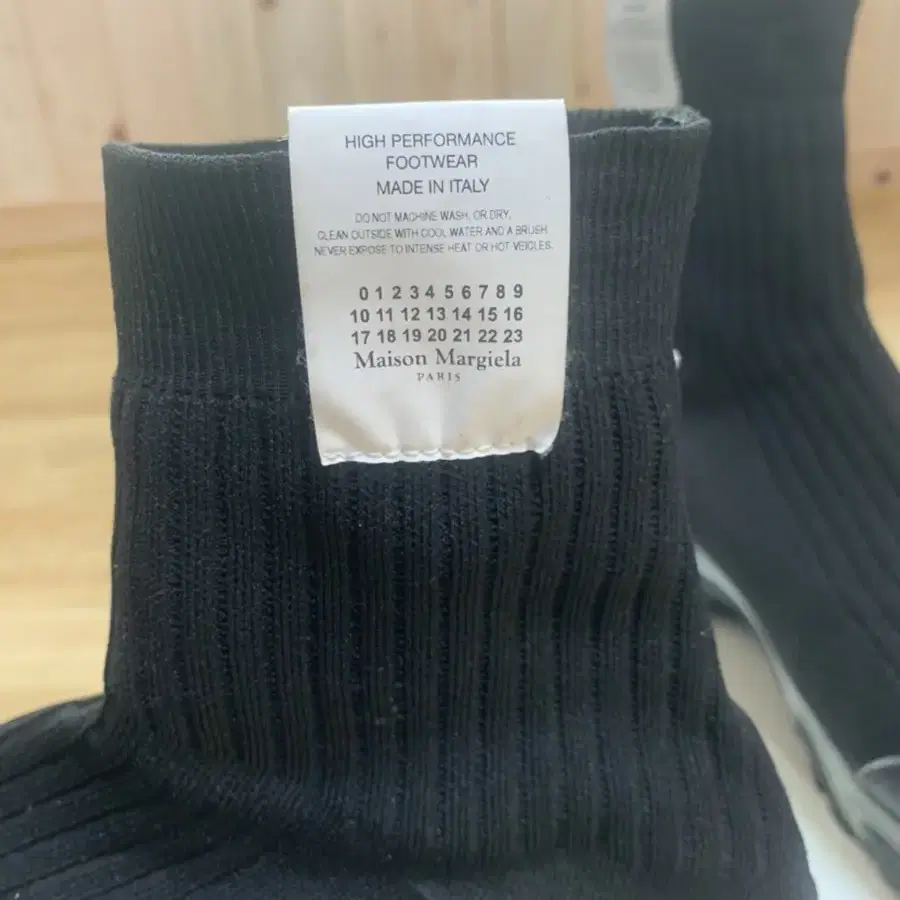 HIGH PERFORMANCE
FOOTWEAR
MADE IN ITALY
DO NOT MACHINE WASH, OR DRY,
CLEAN OUTSIDE WITH COOL WATER AND A BRUSH
NEVER EXPOSE TO INTENSE HEAT OR HOT VEICLES.
0 1 2 3 4 5 6 7 8 9
10 11 12 13 14 15 16
17 18 19 20 21 22 23
Maison Margiela
PARIS